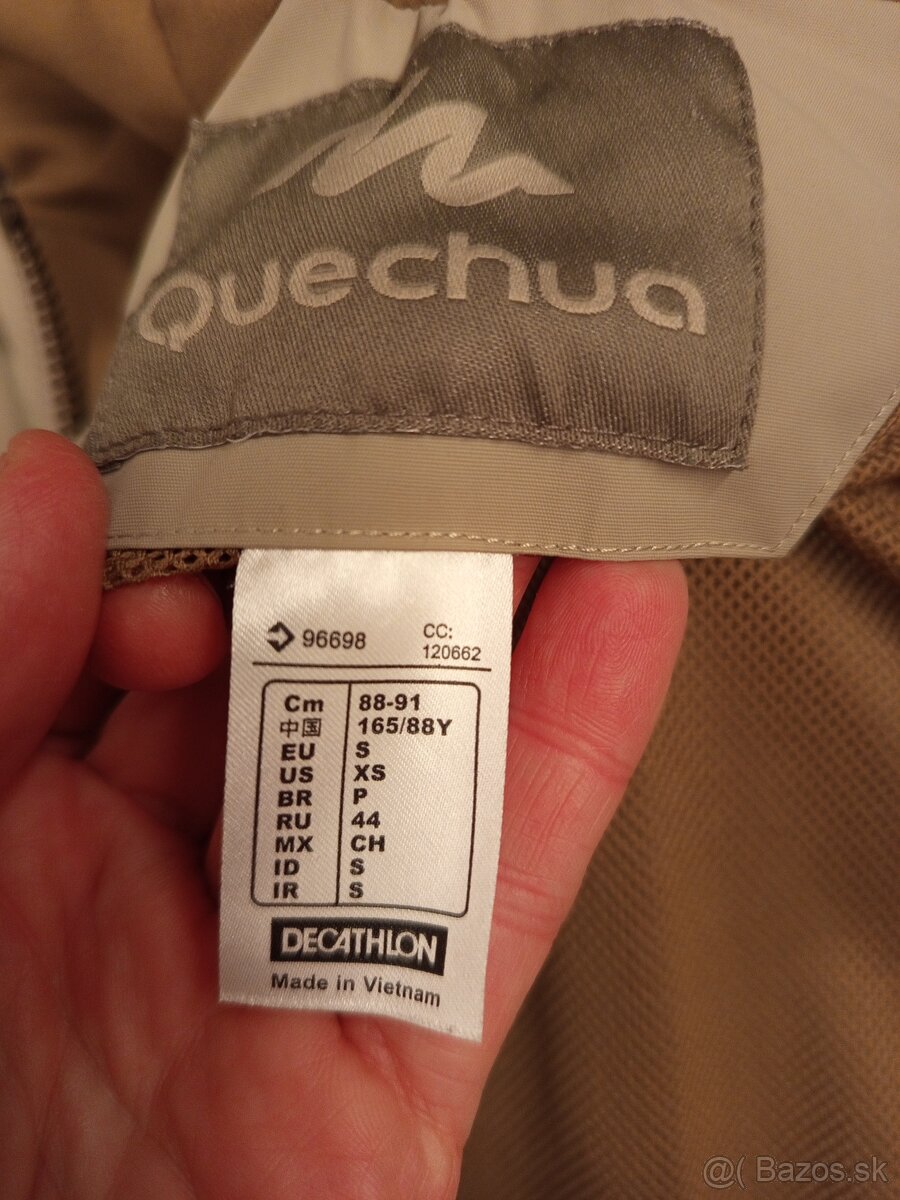 Quechua
96698 CC:
120662
Cm 88-91
中国 165/88Y
EU S
US XS
BR P
RU 44
MX CH
ID S
IR S
DECATHLON
Made in Vietnam
@( Bazos.sk